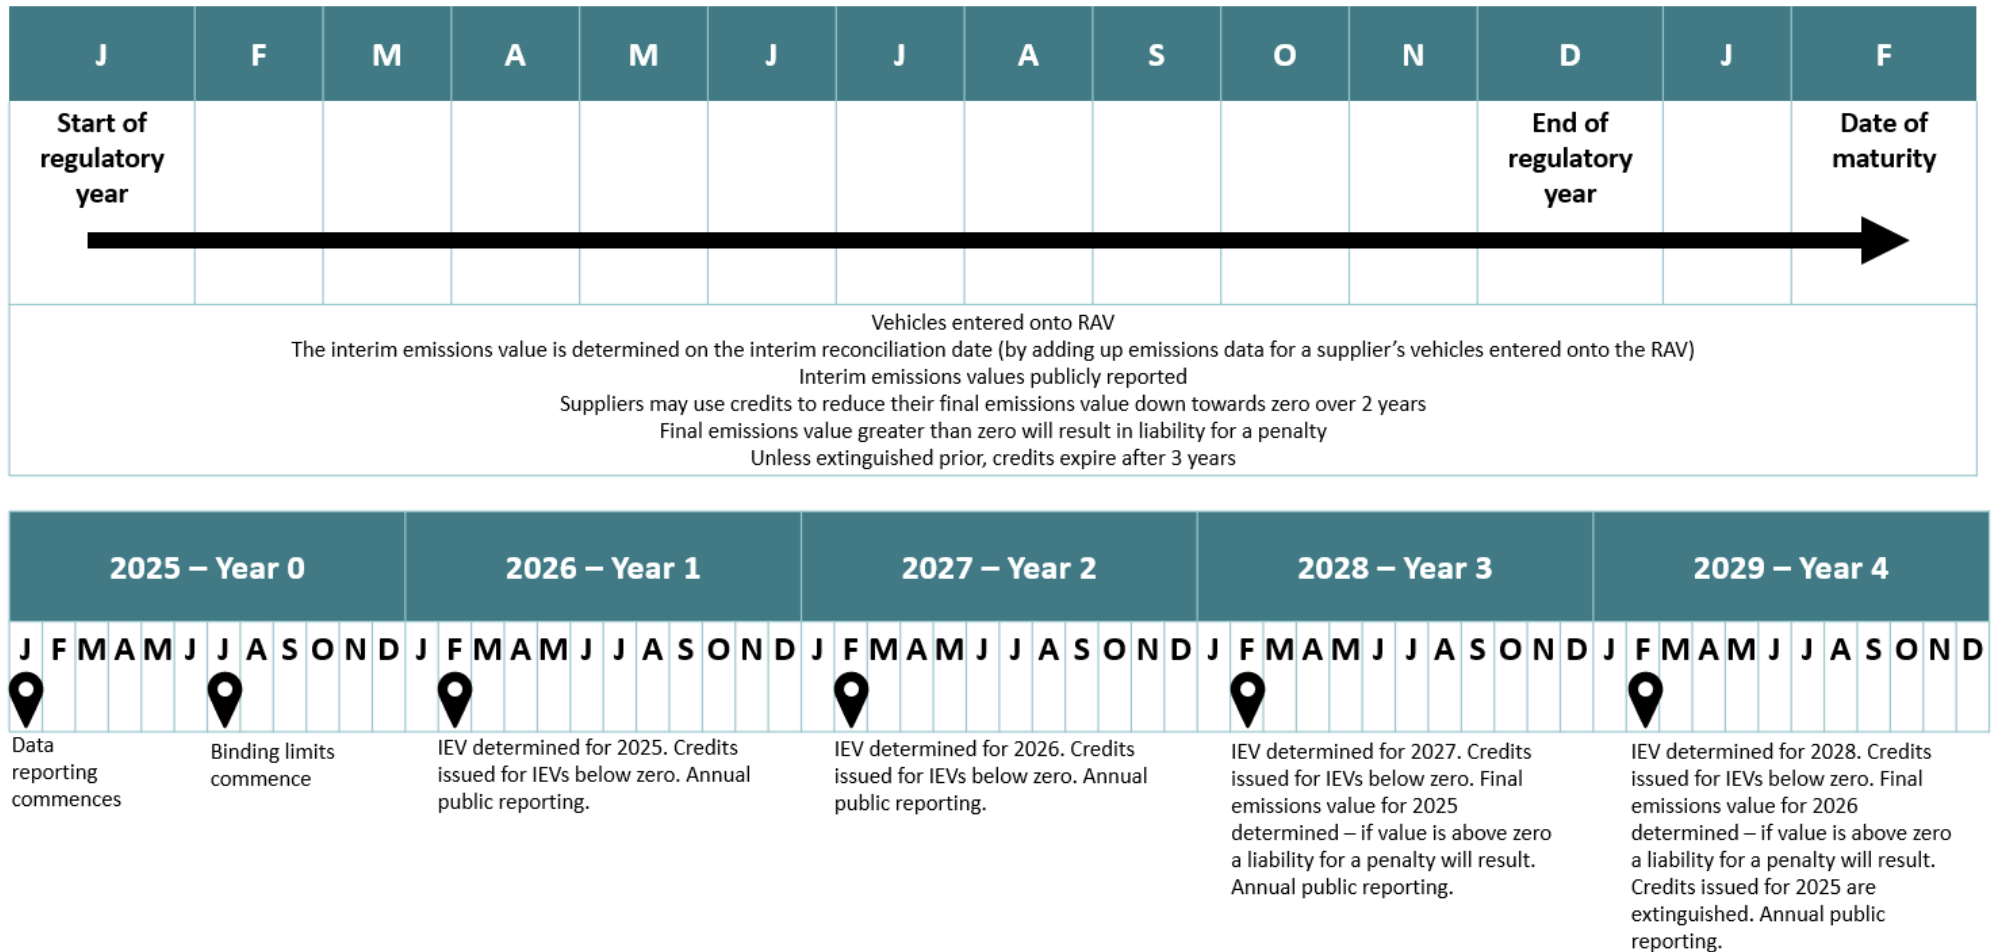 J F M A M J J A S O N D J F
Start of
regulatory
year
End of
regulatory
year
Date of
maturity
Vehicles entered onto RAV
The interim emissions value is determined on the interim reconciliation date (by adding up emissions data for a supplier’s vehicles entered onto the RAV)
Interim emissions values publicly reported
Suppliers may use credits to reduce their final emissions value down towards zero over 2 years
Final emissions value greater than zero will result in liability for a penalty
Unless extinguished prior, credits expire after 3 years
2025 – Year 0 2026 – Year 1 2027 – Year 2 2028 – Year 3 2029 – Year 4
J F M A M J J A S O N D J F M A M J J A S O N D J F M A M J J A S O N D J F M A M J J A S O N D J F M A M J J A S O N D
Data
reporting
commences
Binding limits
commence
IEV determined for 2025. Credits
issued for IEVs below zero. Annual
public reporting.
IEV determined for 2026. Credits
issued for IEVs below zero. Annual
public reporting.
IEV determined for 2027. Credits
issued for IEVs below zero. Final
emissions value for 2025
determined – if value is above zero
a liability for a penalty will result.
Annual public reporting.
IEV determined for 2028. Credits
issued for IEVs below zero. Final
emissions value for 2026
determined – if value is above zero
a liability for a penalty will result.
Credits issued for 2025 are
extinguished. Annual public
reporting.